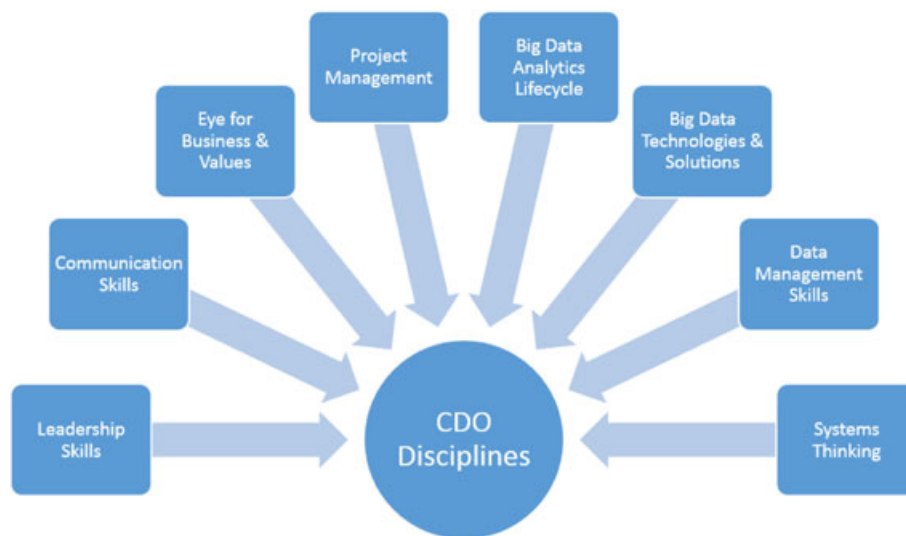 Project
Management
Big Data
Analytics
Lifecycle
Eye for
Business &
Values
Big Data
Technologies &
Solutions
Communication
Skills
Data
Management
Skills
Leadership
Skills
CDO
Disciplines
Systems
Thinking